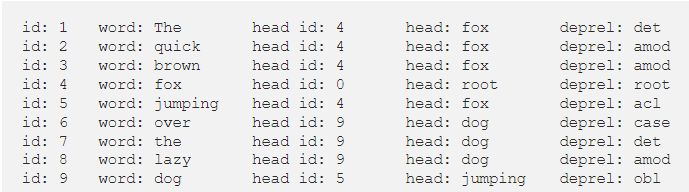 id: 1 word: The head id: 4 head: fox deprel: det
id: 2 word: quick head id: 4 head: fox deprel: amod
id: 3 word: brown head id: 4 head: fox deprel: amod
id: 4 word: fox head id: 0 head: root deprel: root
id: 5 word: jumping head id: 4 head: fox deprel: acl
id: 6 word: over head id: 9 head: dog deprel: case
id: 7 word: the head id: 9 head: dog deprel: det
id: 8 word: lazy head id: 9 head: dog deprel: amod
id: 9 word: dog head id: 5 head: jumping deprel: obl